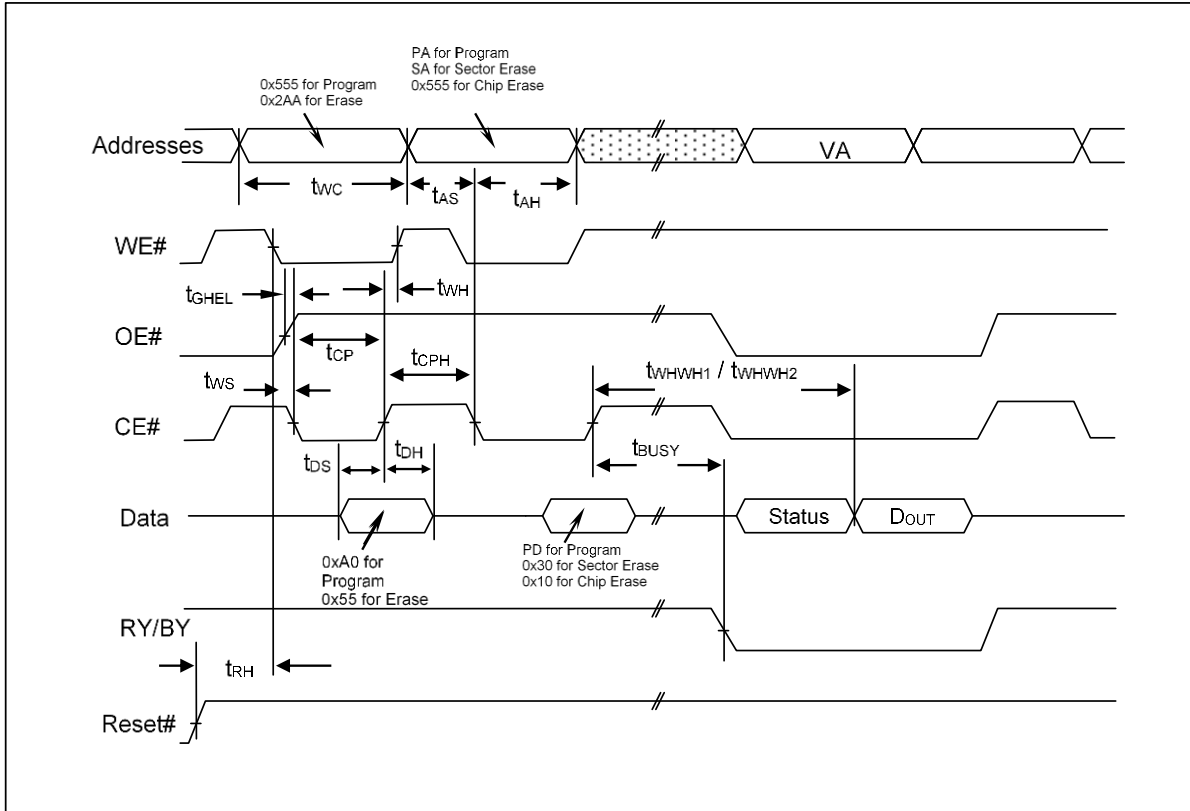 PA for Program
SA for Sector Erase
0x555 for Chip Erase
0x555 for Program
0x2AA for Erase
Addresses
VA
tWC
tAS
tAH
WE#
tGHEL
tWH
OE#
tCP
tCPH
tWS
tWHWH1 / tWHWH2
CE#
tBUSY
tDS
tDH
Data
Status
DOUT
0xA0 for
Program
0x55 for Erase
PD for Program
0x30 for Sector Erase
0x10 for Chip Erase
RY/BY
tRH
Reset#